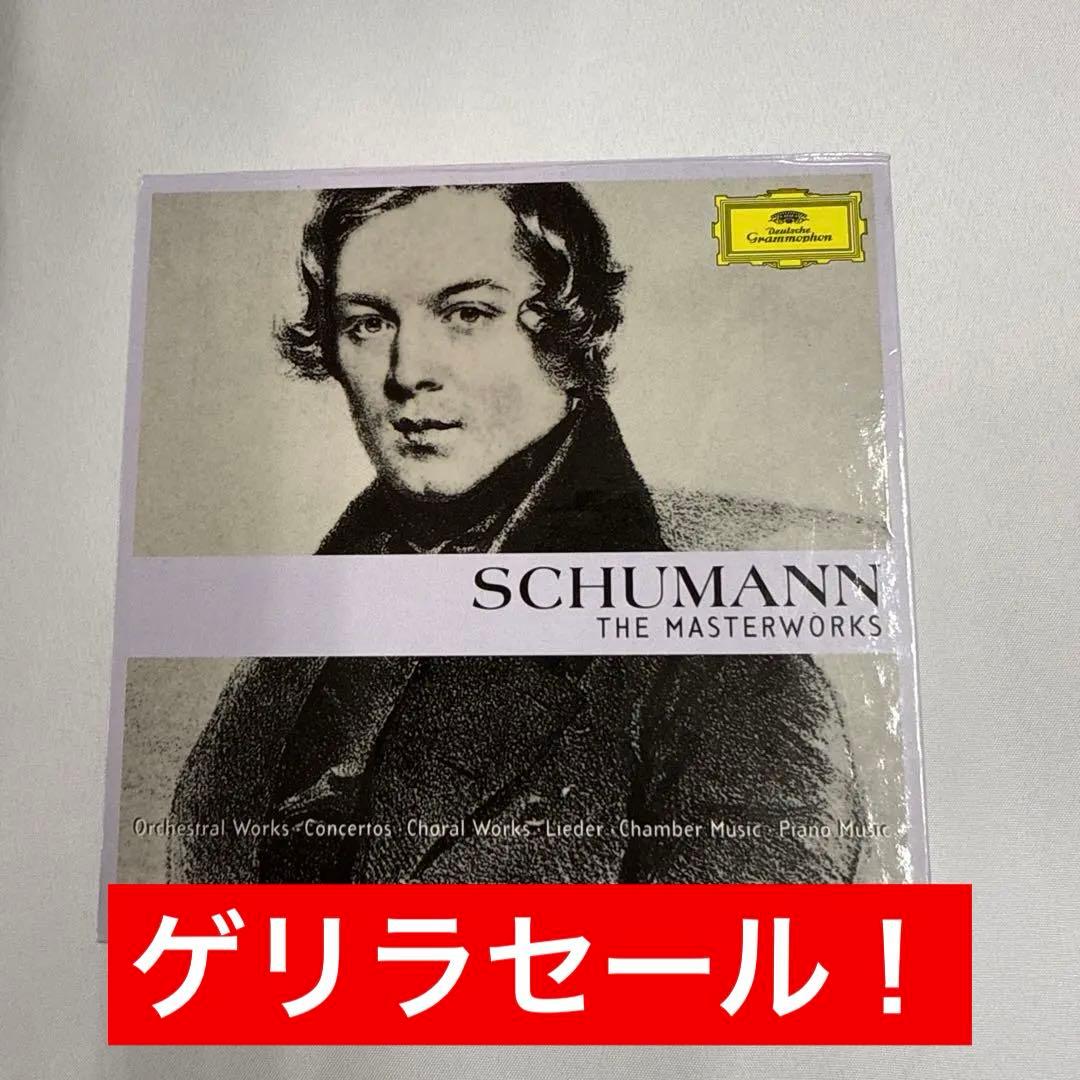 Deutsche
Grammophon
SCHUMANN
THE MASTERWORKS
Orchestral Works · Concertos · Choral Works · Lieder · Chamber Music · Piano Music
ゲリラセール！